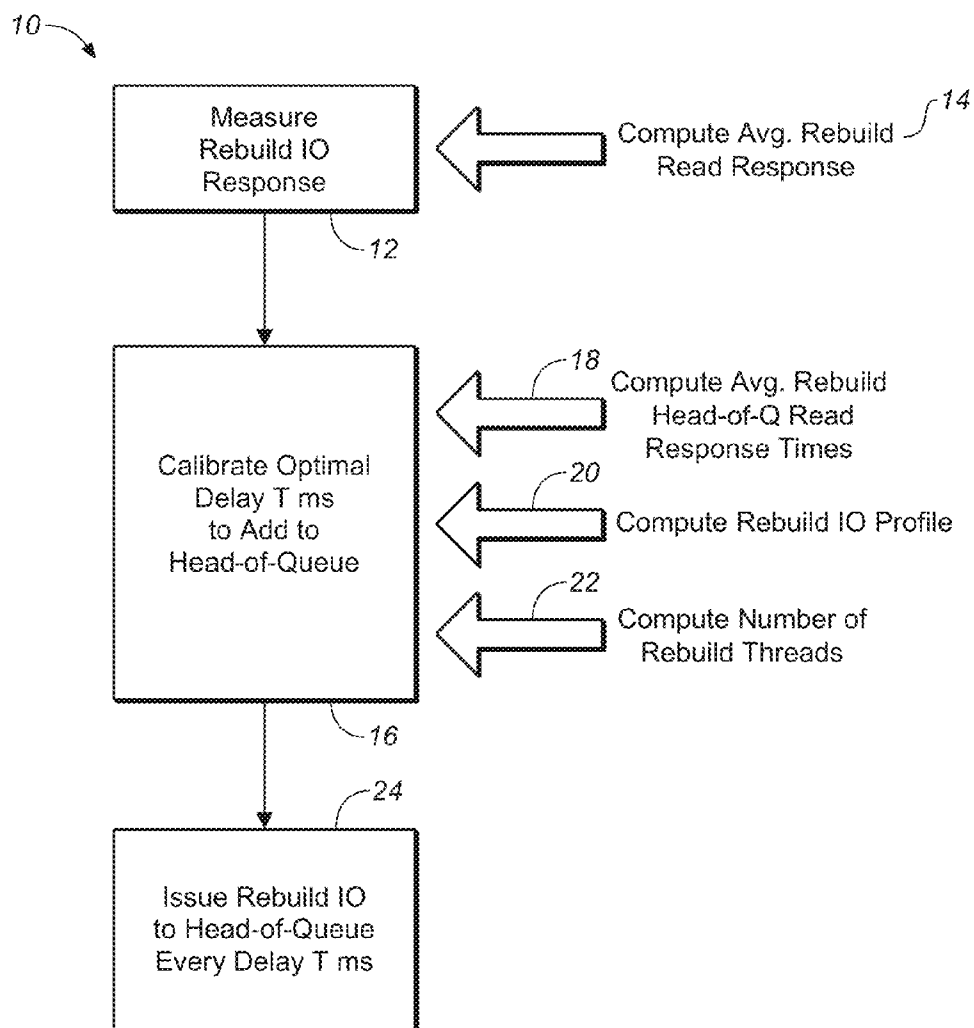 10
Measure
Rebuild IO
Response
12
14
Compute Avg. Rebuild
Read Response
Calibrate Optimal
Delay T ms
to Add to
Head-of-Queue
16
18
Compute Avg. Rebuild
Head-of-Q Read
Response Times
20
Compute Rebuild IO Profile
22
Compute Number of
Rebuild Threads
24
Issue Rebuild IO
to Head-of-Queue
Every Delay T ms